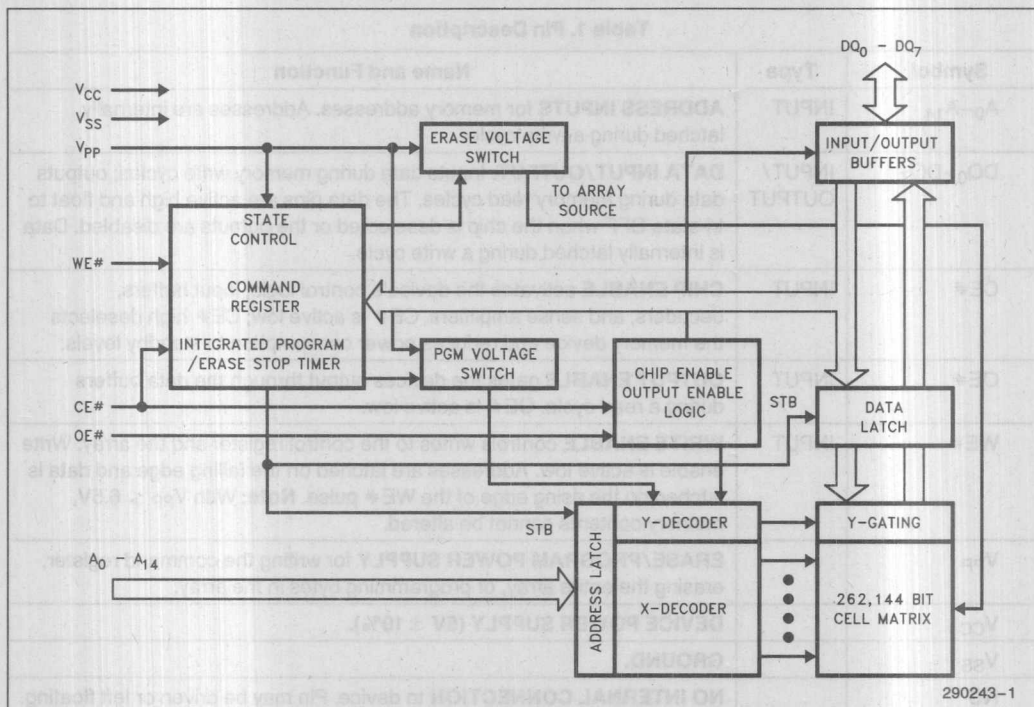 Table 1. Pin Description
DQ0 - DQ7
Symbol
Type
Name and Function
VCC
VSS
VPP
INPUT
ADDRESS INPUTS for memory addresses. Addresses are internally
latched during a write cycle.
ERASE VOLTAGE
SWITCH
INPUT/OUTPUT
BUFFERS
INPUT/
OUTPUT
DATA INPUT/OUTPUT
data during memory write cycles; outputs
data during memory read cycles. The data pins are active high and float to
when the chip is deselected or the outputs are disabled. Data
is internally latched during a write cycle.
TO ARRAY
SOURCE
STATE
CONTROL
WE#
COMMAND
REGISTER
CE#
INPUT
CHIP ENABLE activates the device's control logic, input buffers,
decoders, and sense amplifiers. CE# is active low; CE# high deselects
the memory device and reduces power consumption to standby levels.
INTEGRATED PROGRAM
/ERASE STOP TIMER
PGM VOLTAGE
SWITCH
CHIP ENABLE
OUTPUT ENABLE
LOGIC
OE#
INPUT
OUTPUT ENABLE gates the devices output through the data buffers
during a read cycle. OE# is active low.
CE#
OE#
STB
DATA
LATCH
WE#
INPUT
WRITE ENABLE controls writes to the control register and the array. Write
enable is active low. Addresses are latched on the falling edge and data is
latched on the rising edge of the WE# pulse. Note: With VPP ≤ 6.5V,
memory contents cannot be altered.
STB
ADDRESS LATCH
Y-DECODER
Y-GATING
A0 - A14
VPP
ERASE/PROGRAM POWER SUPPLY for writing the command register,
erasing the entire array, or programming bytes in the array.
X-DECODER
262,144 BIT
CELL MATRIX
VCC
DEVICE POWER SUPPLY (5V ± 10%).
VSS
GROUND.
NC
NO INTERNAL CONNECTION to device. Pin may be driven or left floating.
290243-1